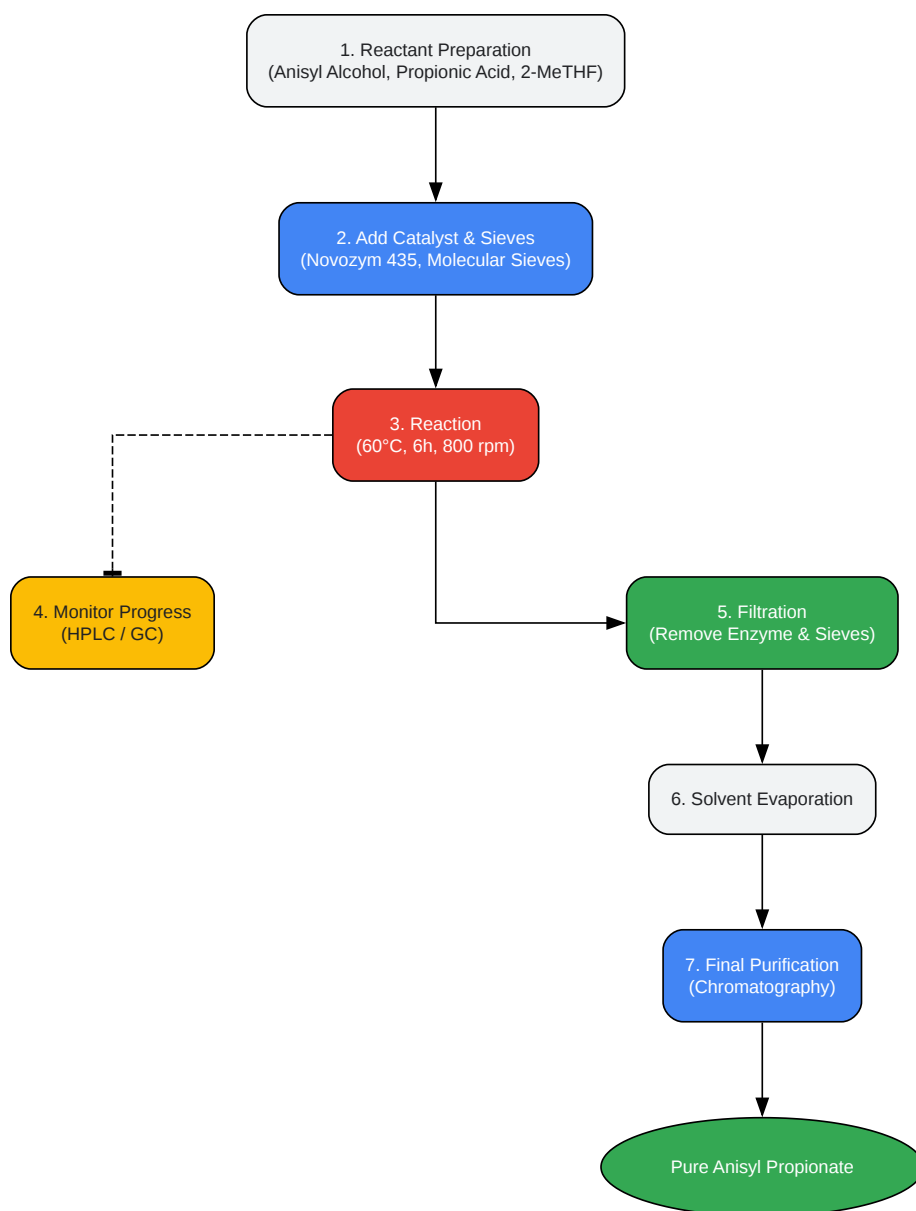 1. Reactant Preparation
(Anisyl Alcohol, Propionic Acid, 2-MeTHF)
2. Add Catalyst & Sieves
(Novozym 435, Molecular Sieves)
3. Reaction
(60°C, 6h, 800 rpm)
4. Monitor Progress
(HPLC / GC)
5. Filtration
(Remove Enzyme & Sieves)
6. Solvent Evaporation
7. Final Purification
(Chromatography)
Pure Anisyl Propionate